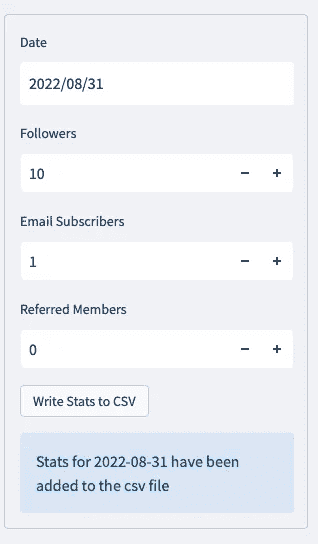 Date
2022/08/31
Followers
10
Email Subscribers
1
Referred Members
0
Write Stats to CSV
Stats for 2022-08-31 have been
added to the csv file